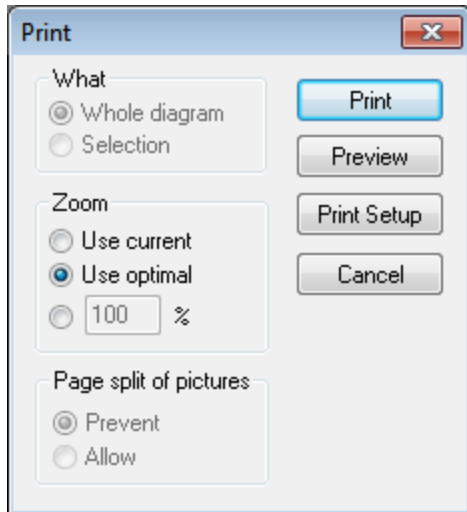 Print
What
Whole diagram
Selection
Zoom
Use current
Use optimal
100 %
Page split of pictures
Prevent
Allow
Print
Preview
Print Setup
Cancel